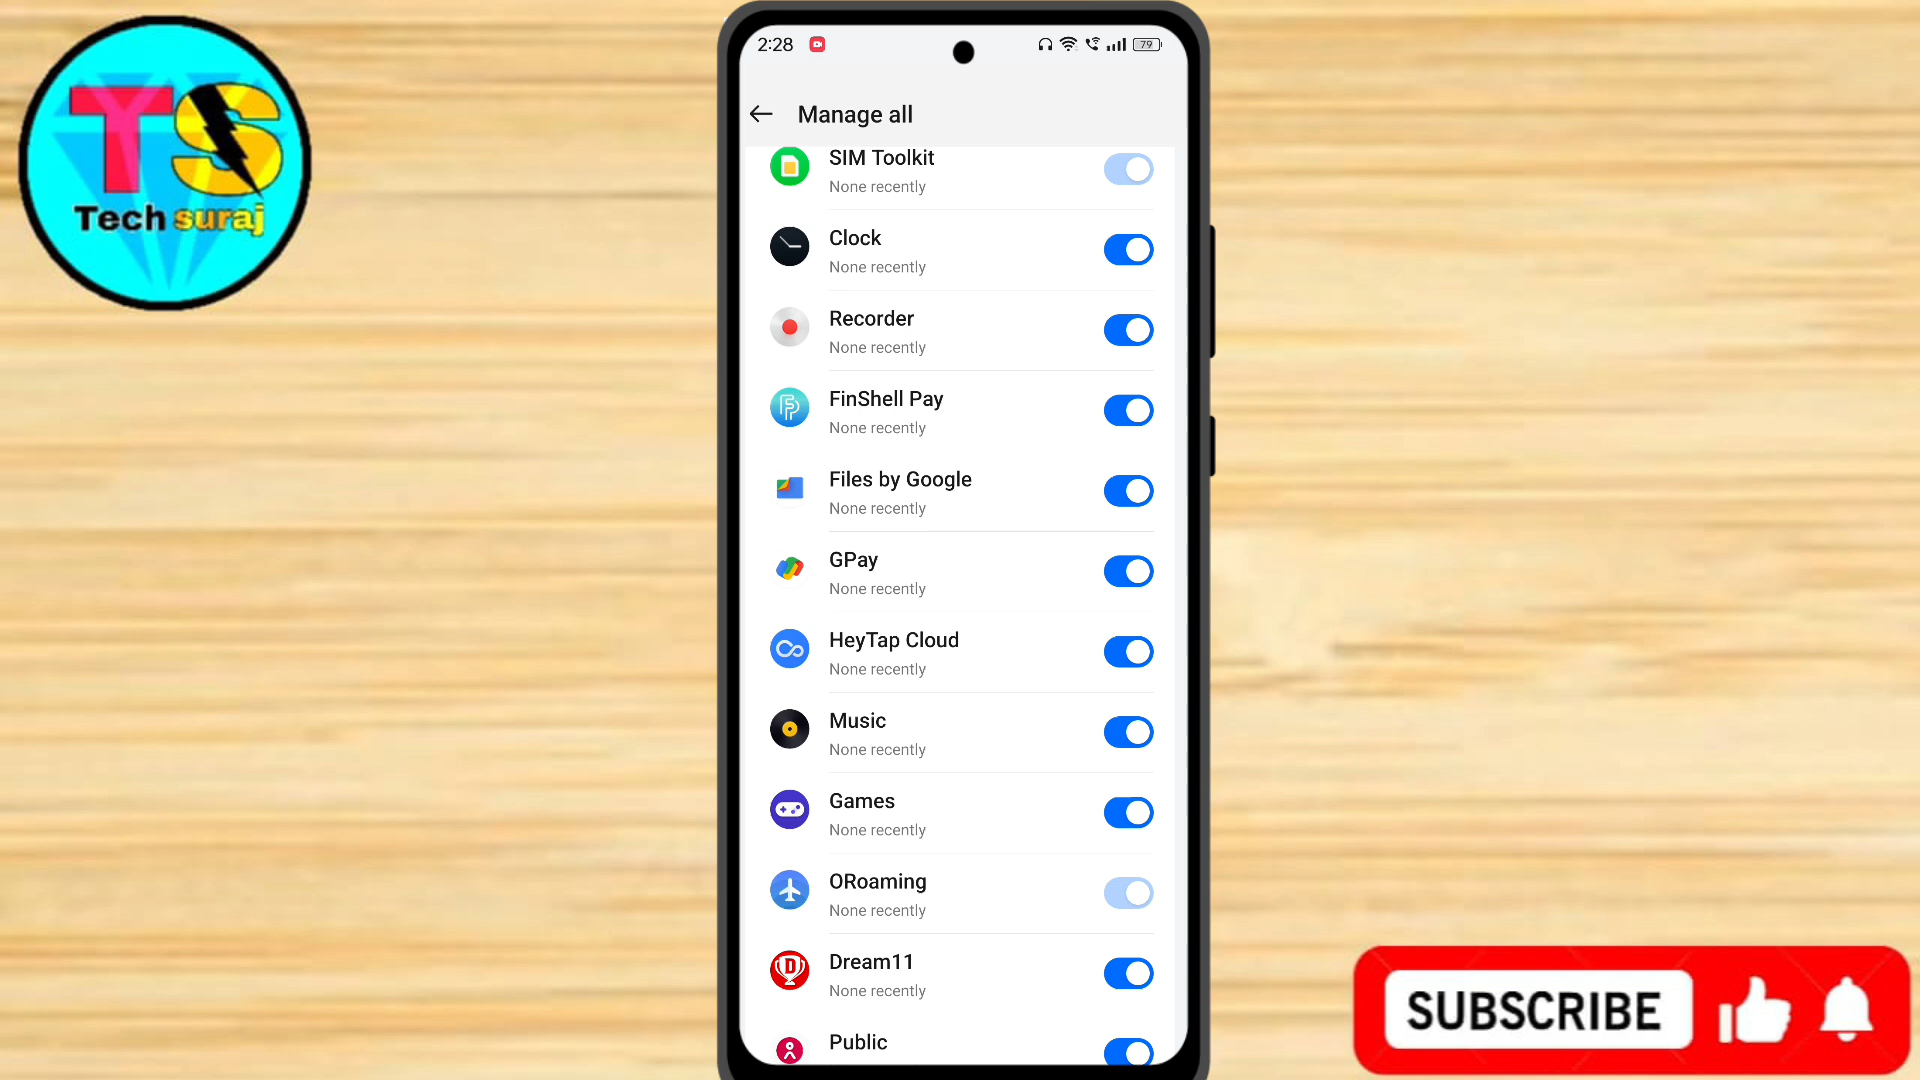 TS
Tech suraj
2:28
79
Manage all
SIM Toolkit
None recently
Clock
None recently
Recorder
None recently
FinShell Pay
None recently
Files by Google
None recently
GPay
None recently
HeyTap Cloud
None recently
Music
None recently
Games
None recently
ORoaming
None recently
Dream11
None recently
Public
SUBSCRIBE